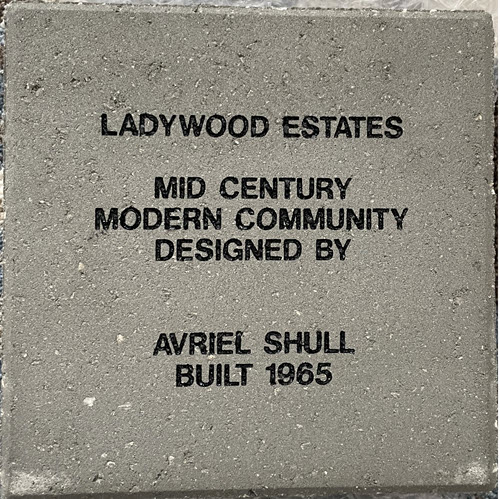 LADYWOOD ESTATES
MID CENTURY
MODERN COMMUNITY
DESIGNED BY
AVRIEL SHULL
BUILT 1965